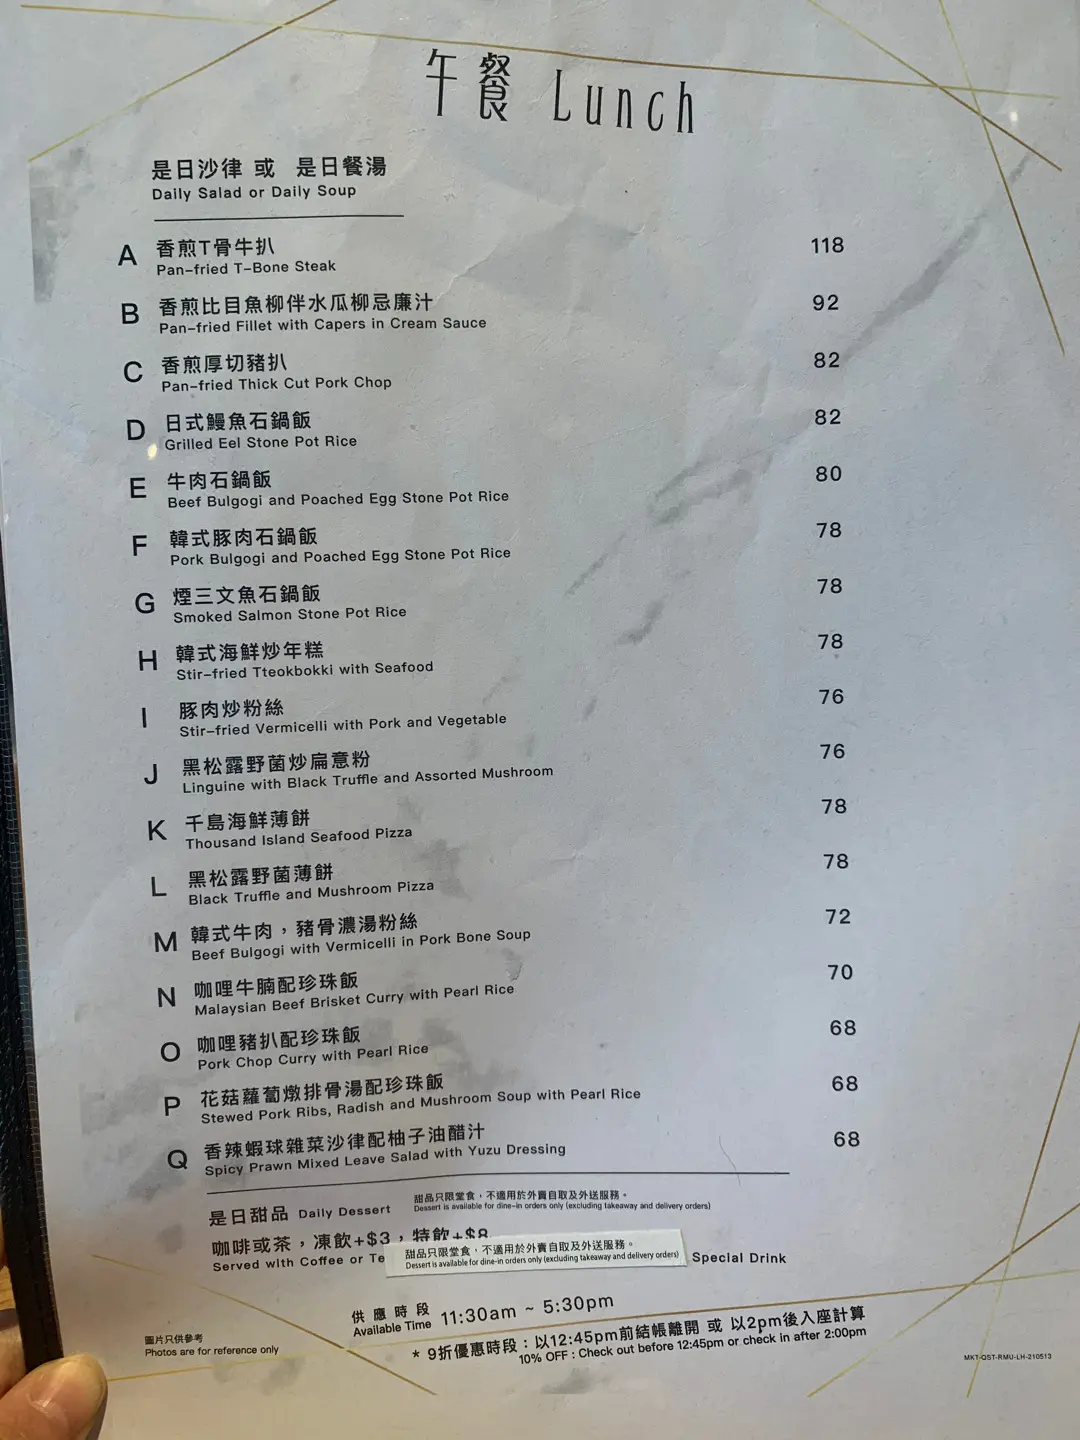 午餐 Lunch
是日沙律 或 是日餐湯
Daily Salad or Daily Soup
A 香煎T骨牛扒 118
Pan-fried T-Bone Steak
B 香煎比目魚柳伴水瓜柳忌廉汁 92
Pan-fried Fillet with Capers in Cream Sauce
C 香煎厚切豬扒 82
Pan-fried Thick Cut Pork Chop
D 日式鰻魚石鍋飯 82
Grilled Eel Stone Pot Rice
E 牛肉石鍋飯 80
Beef Bulgogi and Poached Egg Stone Pot Rice
F 韓式豚肉石鍋飯 78
Pork Bulgogi and Poached Egg Stone Pot Rice
G 煙三文魚石鍋飯 78
Smoked Salmon Stone Pot Rice
H 韓式海鮮炒年糕 78
Stir-fried Tteokbokki with Seafood
I 豚肉炒粉絲 76
Stir-fried Vermicelli with Pork and Vegetable
J 黑松露野菌炒扁意粉 76
Linguine with Black Truffle and Assorted Mushroom
K 千島海鮮薄餅 78
Thousand Island Seafood Pizza
L 黑松露野菌薄餅 78
Black Truffle and Mushroom Pizza
M 韓式牛肉，豬骨濃湯粉絲 72
Beef Bulgogi with Vermicelli in Pork Bone Soup
N 咖哩牛腩配珍珠飯 70
Malaysian Beef Brisket Curry with Pearl Rice
O 咖哩豬扒配珍珠飯 68
Pork Chop Curry with Pearl Rice
P 花菇蘿蔔燉排骨湯配珍珠飯 68
Stewed Pork Ribs, Radish and Mushroom Soup with Pearl Rice
Q 香辣蝦球雜菜沙律配柚子油醋汁 68
Spicy Prawn Mixed Leave Salad with Yuzu Dressing
是日甜品 Daily Dessert
甜品只限堂食，不適用於外賣自取及外送服務。
Dessert is available for dine-in orders only (excluding takeaway and delivery orders)
咖啡或茶，凍飲+$3，特飲+$8
Served with Coffee or Te
甜品只限堂食，不適用於外賣自取及外送服務。
Dessert is available for dine-in orders only (excluding takeaway and delivery orders)
Special Drink
供應時段 11:30am ~ 5:30pm
Available Time
* 9折優惠時段：以12:45pm前結帳離開 或 以2pm後入座計算
10% OFF : Check out before 12:45pm or check in after 2:00pm
圖片只供參考
Photos are for reference only
MKT-QST-RMU-LH-210513